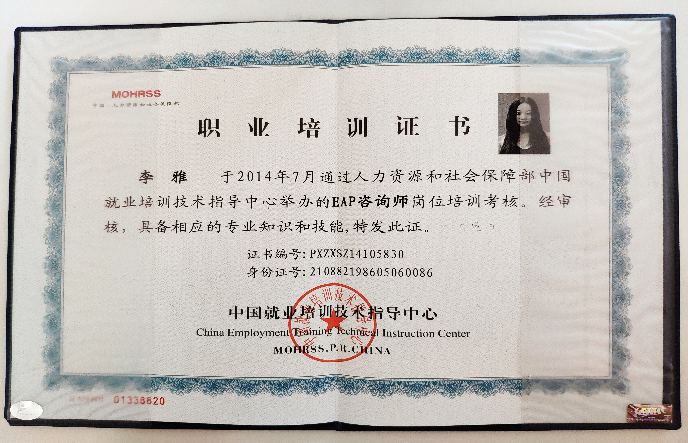 MOHRSS
职业培训证书
李雅 于2014年7月通过人力资源和社会保障部中国
就业培训技术指导中心举办的EAP咨询师岗位培训考核。经审
核，具备相应的专业知识和技能,特发此证。
证书编号:PXZXSZ14105830
身份证号:210882198605060086
中国就业培训技术指导中心
China Employment Training Technical Instruction Center
MOHRSS,P.R.CHINA
01336620